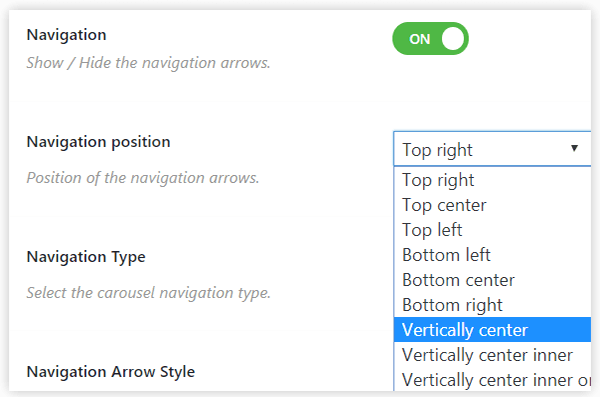 Navigation
ON
Show / Hide the navigation arrows.
Navigation position
Top right
Position of the navigation arrows.
Top right
Top center
Top left
Navigation Type
Bottom left
Select the carousel navigation type.
Bottom center
Bottom right
Vertically center
Vertically center inner
Navigation Arrow Style
Vertically center inner